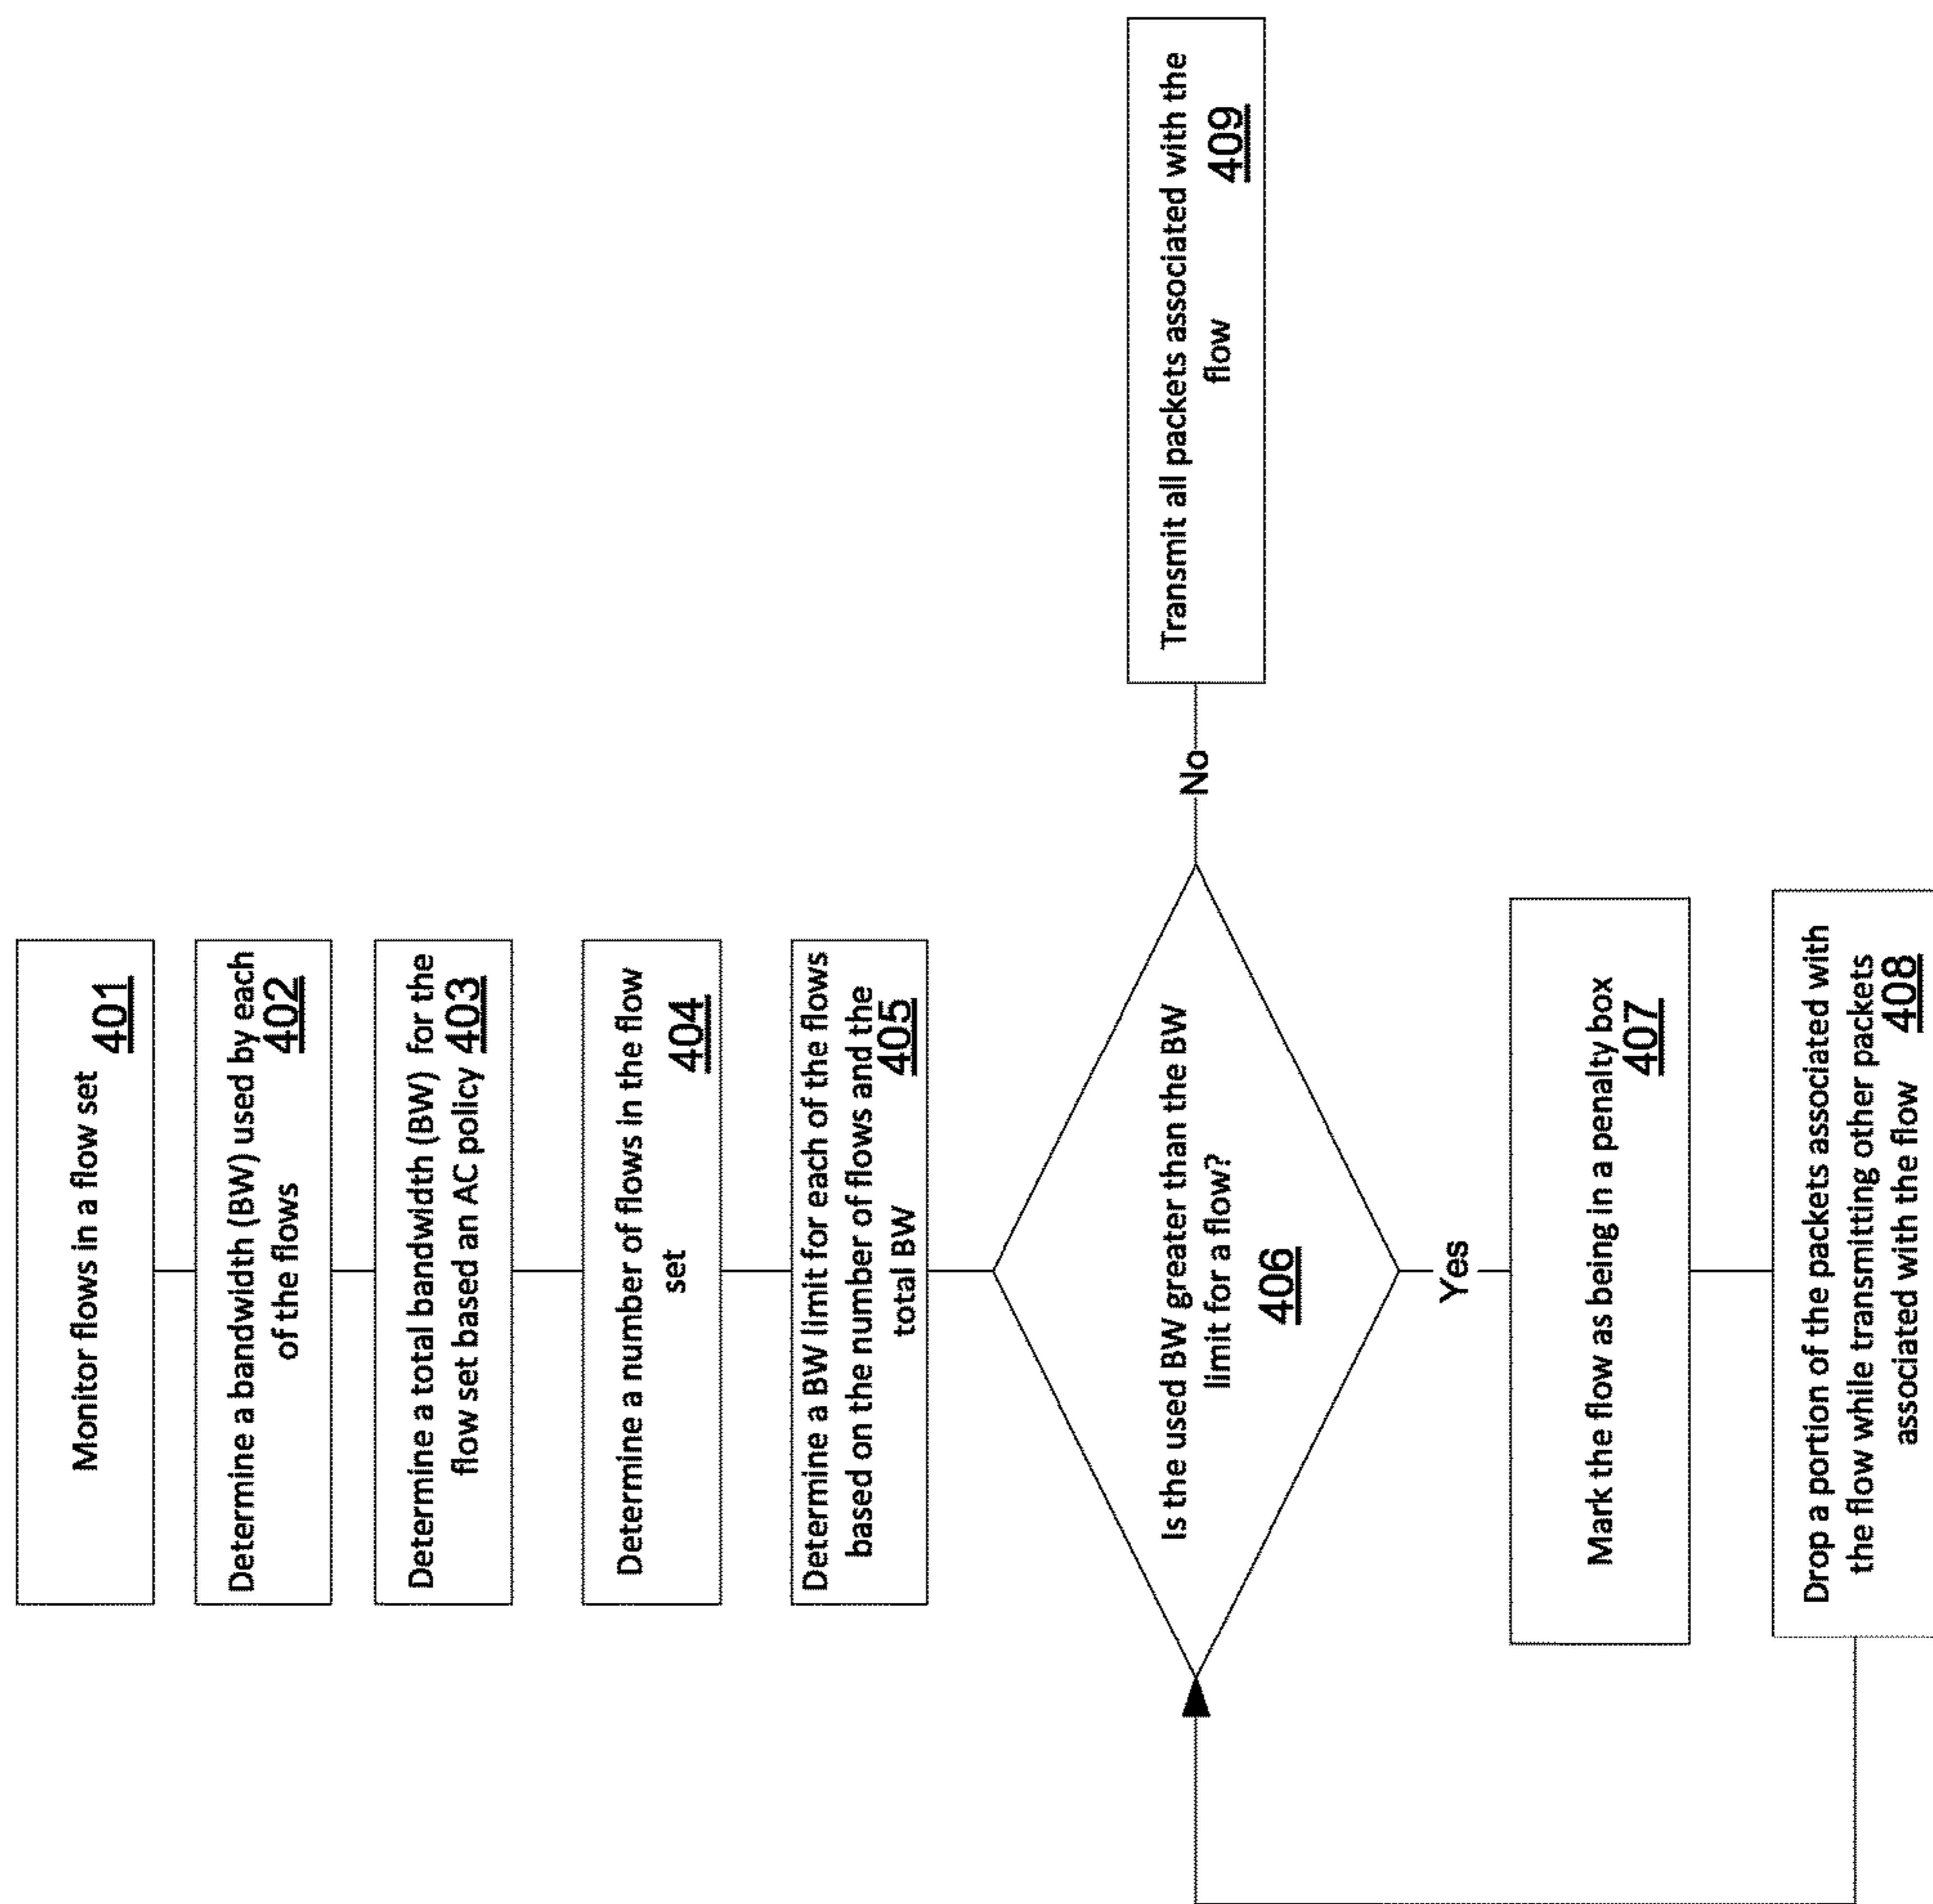 Monitor flows in a flow set
401
Determine a bandwidth (BW) used by each
of the flows
402
Determine a total bandwidth (BW) for the
flow set based an AC policy
403
Determine a number of flows in the flow
set
404
Determine a BW limit for each of the flows
based on the number of flows and the
total BW
405
Is the used BW greater than the BW
limit for a flow?
406
No
Transmit all packets associated with the
flow
409
Yes
Mark the flow as being in a penalty box
407
Drop a portion of the packets associated with
the flow while transmitting other packets
associated with the flow
408